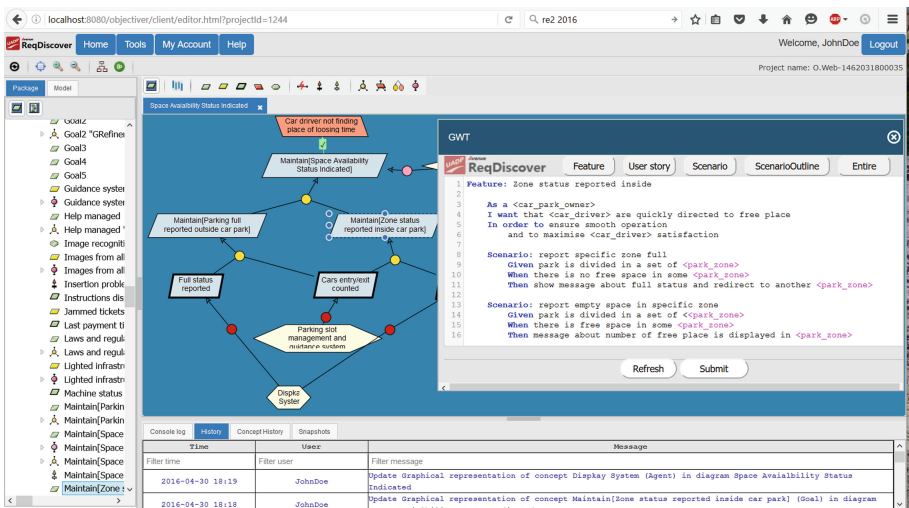 localhost:8080/objectiver/client/editor.html?projectId=1244
re2 2016
ABP
ReqDiscover
Home
Tools
My Account
Help
Welcome, JohnDoe
Logout
Project name: O.Web-1462031800035
Package
Model
Goal2
Goal2 "GRefiner
Goal3
Goal4
Goal5
Guidance system
Guidance system
Help managed
Help managed "
Image recogniti
Images from all
Images from all
Insertion proble
Instructions dis
Jammed tickets
Last payment ti
Laws and regula
Laws and regula
Lighted infrastru
Lighted infrastru
Machine status
Maintain[Parkin
Maintain[Parkin
Maintain[Space
Maintain[Space
Maintain[Space
Maintain[Space
Maintain[Zone s
Space Avaialbility Status Indicated
Car driver not finding
place of loosing time
Maintain[Space Availability
Status Indicated]
Maintain[Parking full
reported outside car park]
Maintain[Zone status
reported inside car park]
Full status
reported
Cars entry/exit
counted
Parking slot
management and
guidance system
Dispka
Syster
GWT
ReqDiscover
Feature
User story
Scenario
ScenarioOutline
Entire
1 Feature: Zone status reported inside
2
3 As a <car_park_owner>
4 I want that <car_driver> are quickly directed to free place
5 In order to ensure smooth operation
6 and to maximise <car_driver> satisfaction
7
8 Scenario: report specific zone full
9 Given park is divided in a set of <park_zone>
10 When there is no free space in some <park_zone>
11 Then show message about full status and redirect to another <park_zone>
12
13 Scenario: report empty space in specific zone
14 Given park is divided in a set of <<park_zone>
15 When there is free space in some <park_zone>
16 Then message about number of free place is displayed in <park_zone>
Refresh
Submit
Console log
History
Concept History
Snapshots
Time
User
Message
Filter time
Filter user
Filter message
2016-04-30 18:19
JohnDoe
Update Graphical representation of concept Dispkay System (Agent) in diagram Space Avaialbility Status
Indicated
2016-04-30 18:18
JohnDoe
Update Graphical representation of concept Maintain[Zone status reported inside car park] (Goal) in diagram